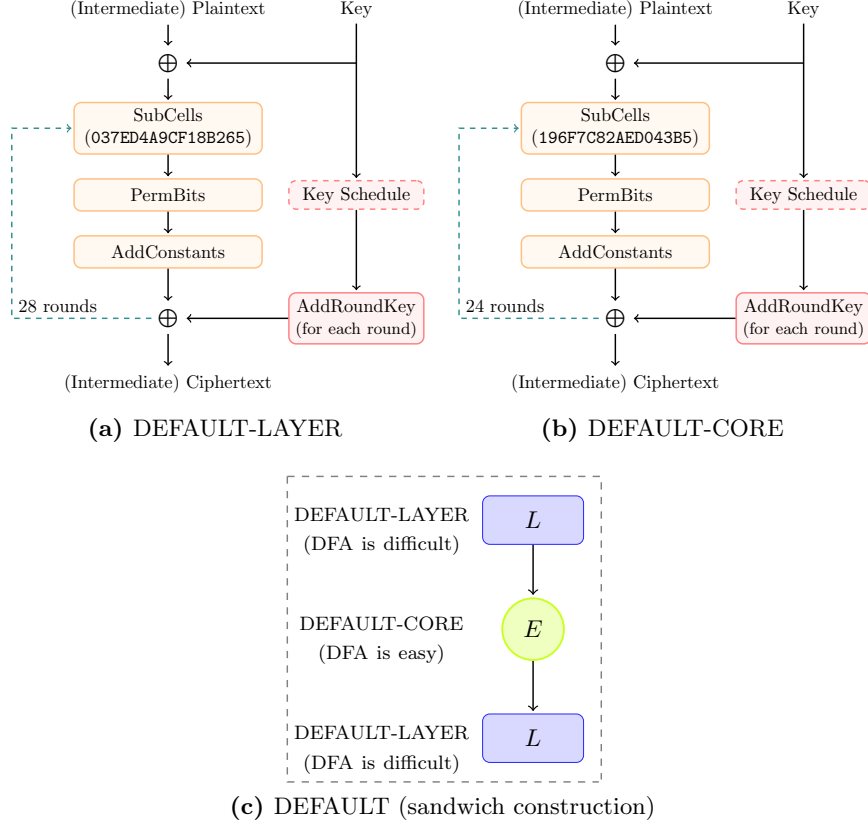 (Intermediate) Plaintext
Key
⊕
SubCells
(037ED4A9CF18B265)
PermBits
Key Schedule
AddConstants
28 rounds
⊕
AddRoundKey
(for each round)
(Intermediate) Ciphertext
(a) DEFAULT-LAYER
(Intermediate) Plaintext
Key
⊕
SubCells
(196F7C82AED043B5)
PermBits
Key Schedule
AddConstants
24 rounds
⊕
AddRoundKey
(for each round)
(Intermediate) Ciphertext
(b) DEFAULT-CORE
DEFAULT-LAYER
(DFA is difficult)
L
DEFAULT-CORE
(DFA is easy)
E
DEFAULT-LAYER
(DFA is difficult)
L
(c) DEFAULT (sandwich construction)